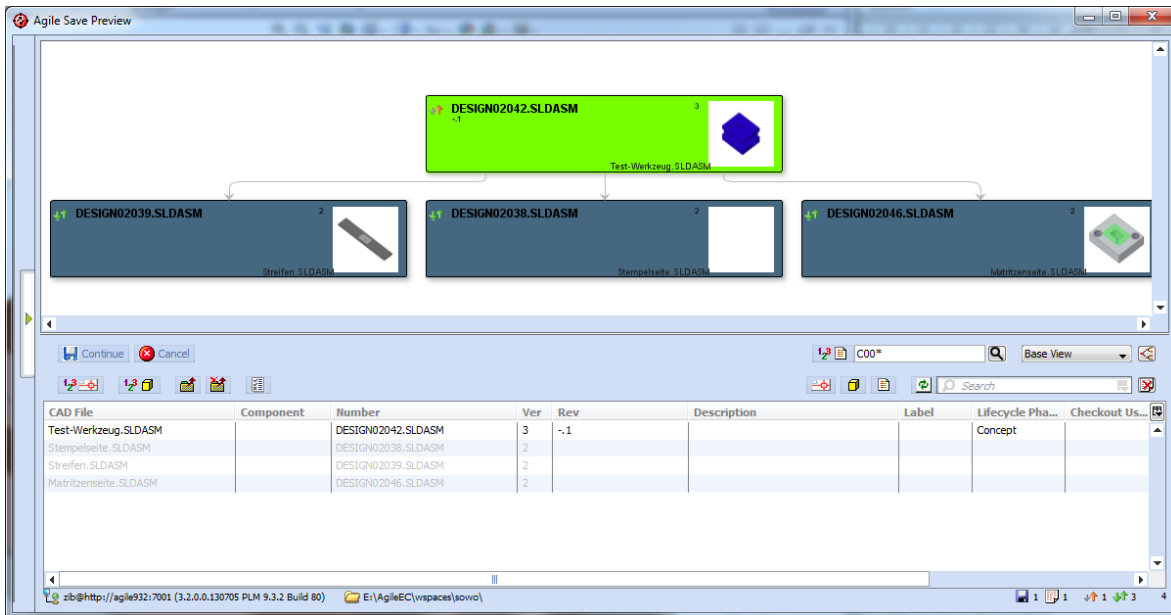 Agile Save Preview
DESIGN02042.SLDASM 3
-.1
Test-Werkzeug.SLDASM
DESIGN02039.SLDASM 2
Streifen.SLDASM
DESIGN02038.SLDASM 2
Stempelseite.SLDASM
DESIGN02046.SLDASM 2
Matritzenseite.SLDASM
Continue Cancel C00* Base View
Search
CAD File Component Number Ver Rev Description Label Lifecycle Pha... Checkout Us...
Test-Werkzeug.SLDASM DESIGN02042.SLDASM 3 -.1 Concept
Stempelseite.SLDASM DESIGN02038.SLDASM 2
Streifen.SLDASM DESIGN02039.SLDASM 2
Matritzenseite.SLDASM DESIGN02046.SLDASM 2
zib@http://agile932:7001 (3.2.0.0.130705 PLM 9.3.2 Build 80) E:\AgileEC\wspaces\sowo\ 1 1 1 3 4